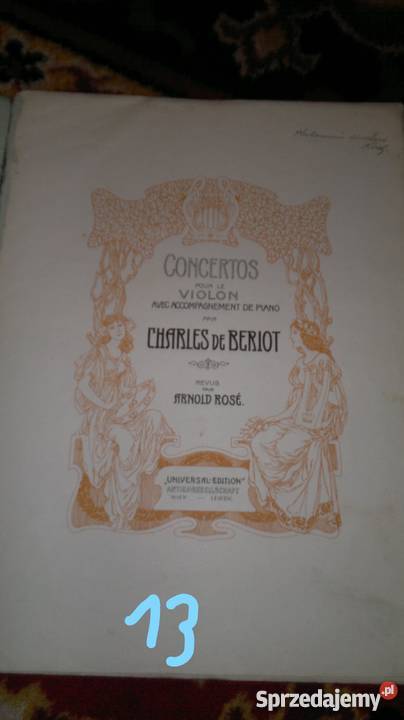 CONCERTOS
POUR LE
VIOLON
AVEC ACCOMPAGNEMENT DE PIANO
PAR
CHARLES DE BERIOT
REVUS
PAR
ARNOLD ROSÉ.
„UNIVERSAL-EDITION"
AKTIENGESELLSCHAFT
WIEN — LEIPZIG
13
Sprzedajemy.pl